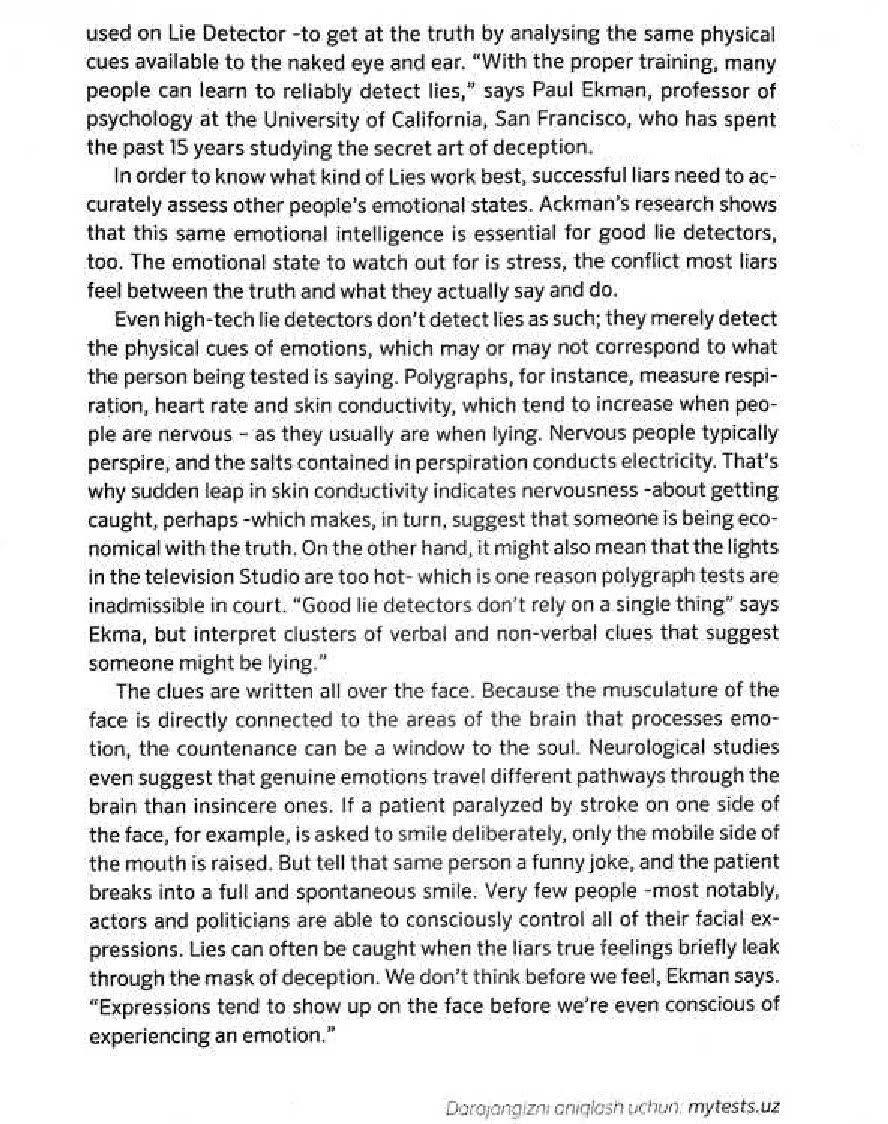 used on Lie Detector -to get at the truth by analysing the same physical
cues available to the naked eye and ear. “With the proper training, many
people can learn to reliably detect lies,” says Paul Ekman, professor of
psychology at the University of California, San Francisco, who has spent
the past 15 years studying the secret art of deception.
In order to know what kind of Lies work best, successful liars need to ac-
curately assess other people's emotional states. Ackman's research shows
that this same emotional intelligence is essential for good lie detectors,
too. The emotional state to watch out for is stress, the conflict most liars
feel between the truth and what they actually say and do.
Even high-tech lie detectors don't detect lies as such; they merely detect
the physical cues of emotions, which may or may not correspond to what
the person being tested is saying. Polygraphs, for instance, measure respi-
ration, heart rate and skin conductivity, which tend to increase when peo-
ple are nervous – as they usually are when lying. Nervous people typically
perspire, and the salts contained in perspiration conducts electricity. That's
why sudden leap in skin conductivity indicates nervousness -about getting
caught, perhaps -which makes, in turn, suggest that someone is being eco-
nomical with the truth. On the other hand, it might also mean that the lights
in the television Studio are too hot- which is one reason polygraph tests are
inadmissible in court. “Good lie detectors don't rely on a single thing” says
Ekma, but interpret clusters of verbal and non-verbal clues that suggest
someone might be lying.”
The clues are written all over the face. Because the musculature of the
face is directly connected to the areas of the brain that processes emo-
tion, the countenance can be a window to the soul. Neurological studies
even suggest that genuine emotions travel different pathways through the
brain than insincere ones. If a patient paralyzed by stroke on one side of
the face, for example, is asked to smile deliberately, only the mobile side of
the mouth is raised. But tell that same person a funny joke, and the patient
breaks into a full and spontaneous smile. Very few people -most notably,
actors and politicians are able to consciously control all of their facial ex-
pressions. Lies can often be caught when the liars true feelings briefly leak
through the mask of deception. We don't think before we feel, Ekman says.
“Expressions tend to show up on the face before we're even conscious of
experiencing an emotion.”
Darajangizni aniqlash uchun: mytests.uz